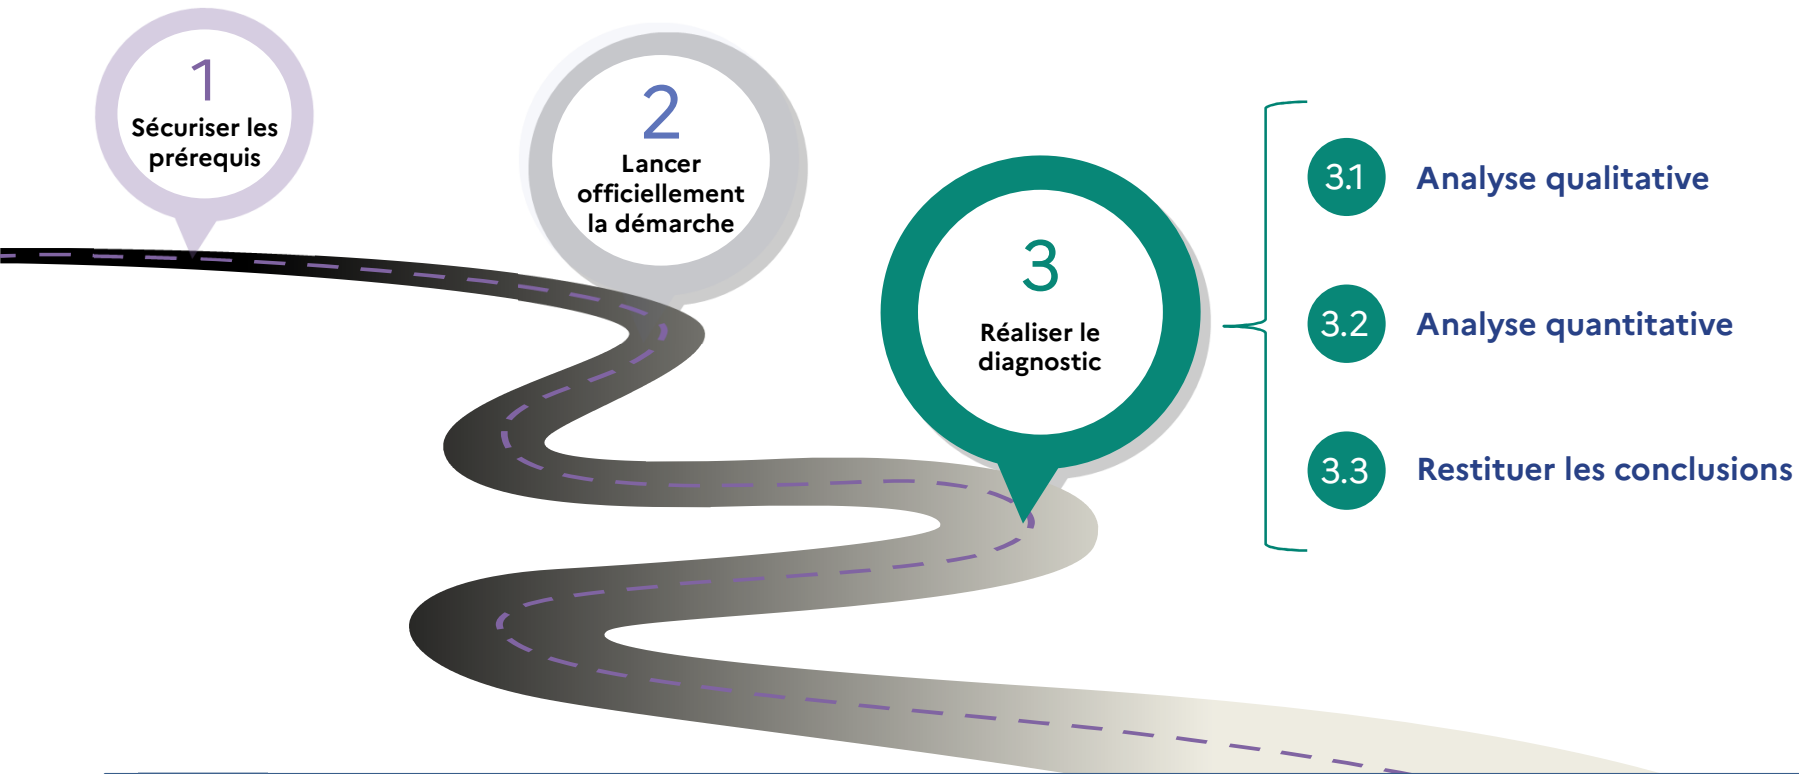 1
Sécuriser les
prérequis
2
Lancer
officiellement
la démarche
3
Réaliser le
diagnostic
3.1 Analyse qualitative
3.2 Analyse quantitative
3.3 Restituer les conclusions